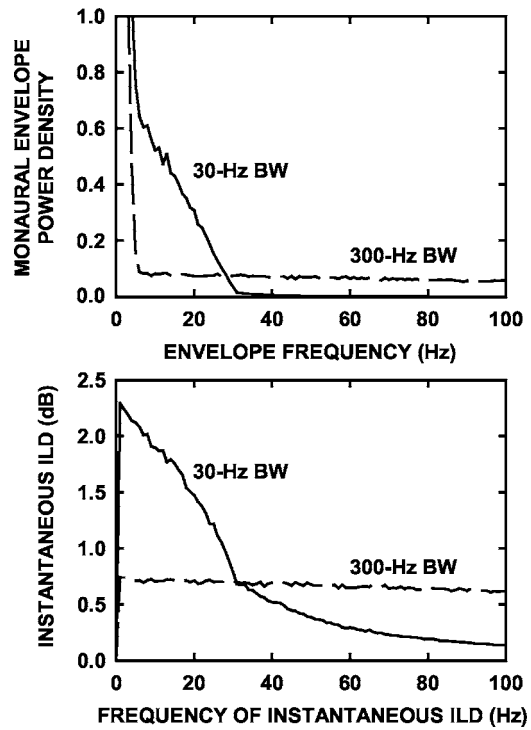 MONAURAL ENVELOPE
POWER DENSITY
1.0
0.8
0.6
0.4
0.2
0.0
30-Hz BW
300-Hz BW
0 20 40 60 80 100
ENVELOPE FREQUENCY (Hz)
INSTANTANEOUS ILD (dB)
2.5
2.0
1.5
1.0
0.5
0.0
30-Hz BW
300-Hz BW
0 20 40 60 80 100
FREQUENCY OF INSTANTANEOUS ILD (Hz)